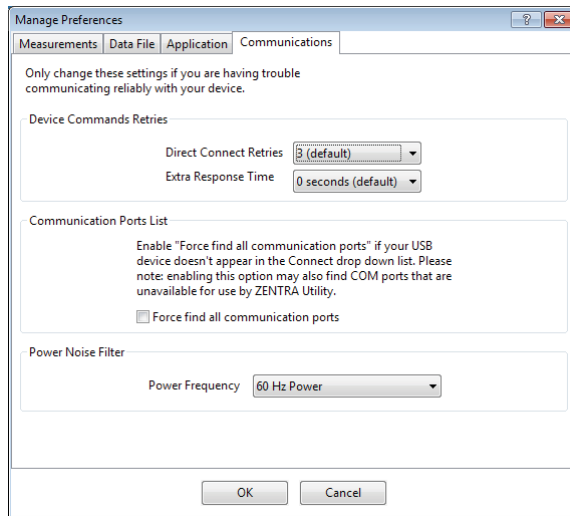 Manage Preferences
Measurements Data File Application Communications
Only change these settings if you are having trouble
communicating reliably with your device.
Device Commands Retries
Direct Connect Retries 3 (default)
Extra Response Time 0 seconds (default)
Communication Ports List
Enable "Force find all communication ports" if your USB
device doesn't appear in the Connect drop down list. Please
note: enabling this option may also find COM ports that are
unavailable for use by ZENTRA Utility.
Force find all communication ports
Power Noise Filter
Power Frequency 60 Hz Power
OK Cancel